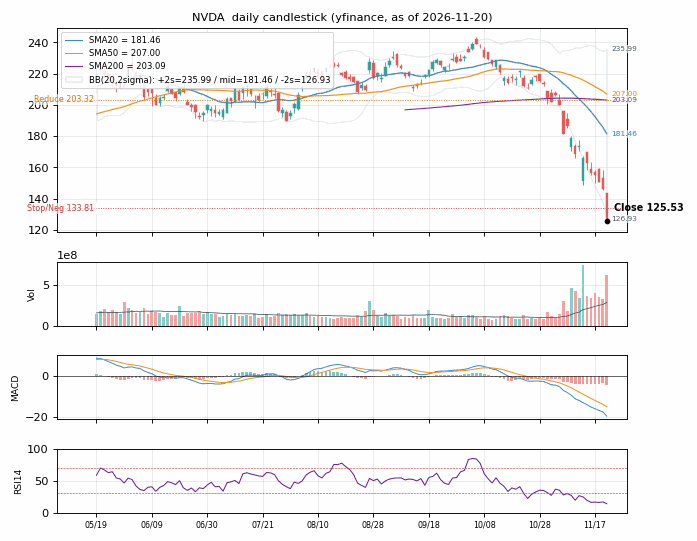 NVDA  daily candlestick (yfinance, as of 2026-11-20)
SMA20 = 181.46
SMA50 = 207.00
SMA200 = 203.09
BB(20,2sigma): +2s=235.99 / mid=181.46 / -2s=126.93
240
220
200
180
160
140
120
Reduce 203.32
Stop/Neg 133.81
235.99
207.00
203.09
181.46
Close 125.53
126.93
1e8
Vol
5
0
MACD
0
−20
RSI14
100
50
0
05/19 06/09 06/30 07/21 08/10 08/28 09/18 10/08 10/28 11/17